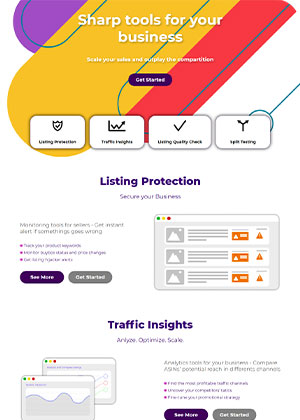 Sharp tools for your
business
Scale your sales and outplay the compartition
Get Started
Listing Protection
Traffic Insights
Listing Quality Check
Split Testing
Listing Protection
Secure your Business
Monitoring tools for sellers - Get instant
alert if somethings goes wrong
Track your product keywords
Monitor buybox status and price changes
Get listing hijacker alerts
See More
Get Started
Traffic Insights
Anlyze. Optimize. Scale.
Analytics tools for your business - Compare
ASINs' potential reach in different channels
Find the most profitable traffic channels
Uncover your competitors tactics
Fine-tune your promotional strategy
See More
Get Started